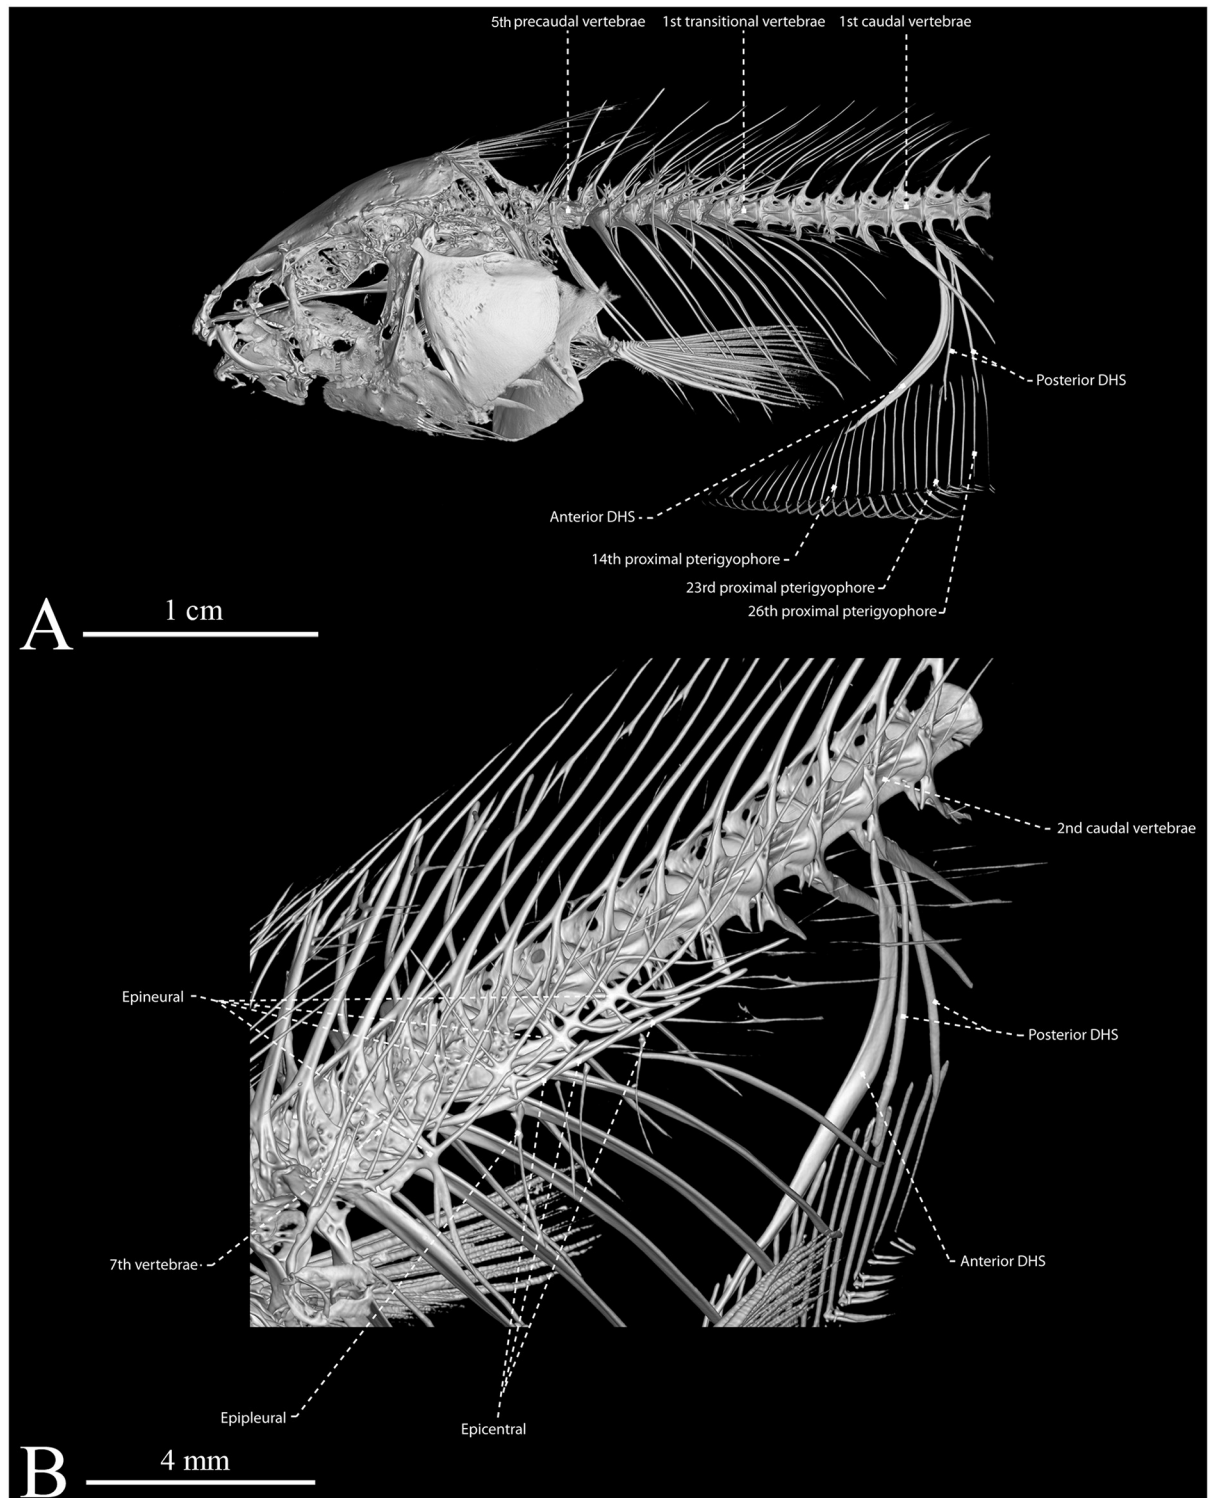 5th precaudal vertebrae 1st transitional vertebrae 1st caudal vertebrae
Posterior DHS
Anterior DHS
14th proximal pterigyophore
23rd proximal pterigyophore
26th proximal pterigyophore
A
1 cm
2nd caudal vertebrae
Epineural
Posterior DHS
7th vertebrae
Anterior DHS
Epipleural
Epicentral
B
4 mm